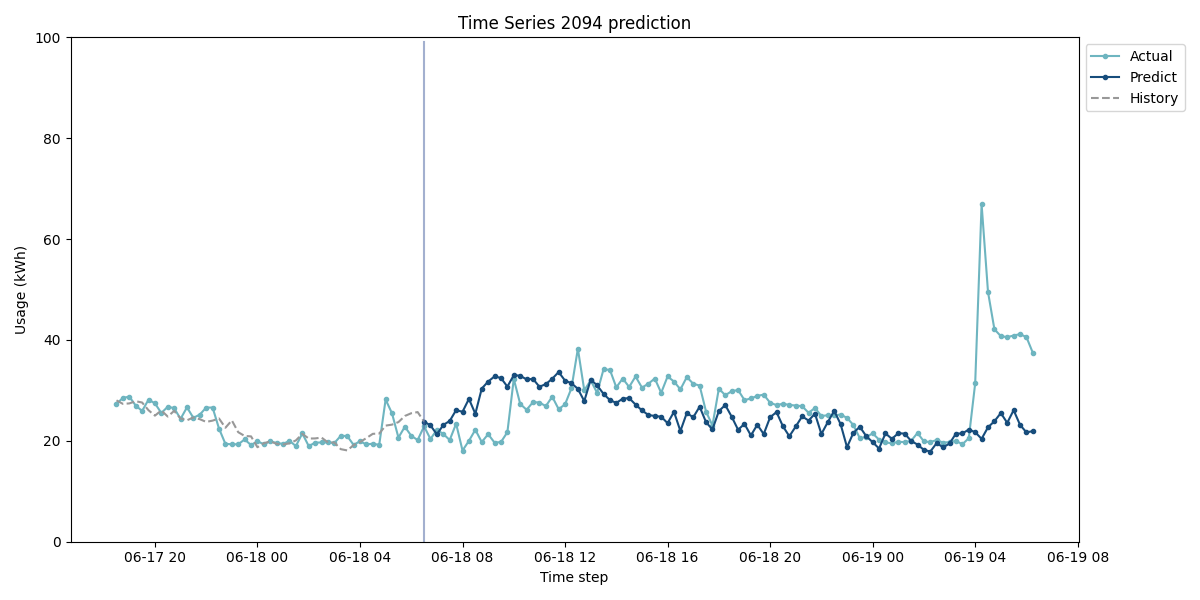 Time Series 2094 prediction
100
80
60
40
20
0
Usage (kWh)
06-17 20
06-18 00
06-18 04
06-18 08
06-18 12
06-18 16
06-18 20
06-19 00
06-19 04
06-19 08
Time step
Actual
Predict
History